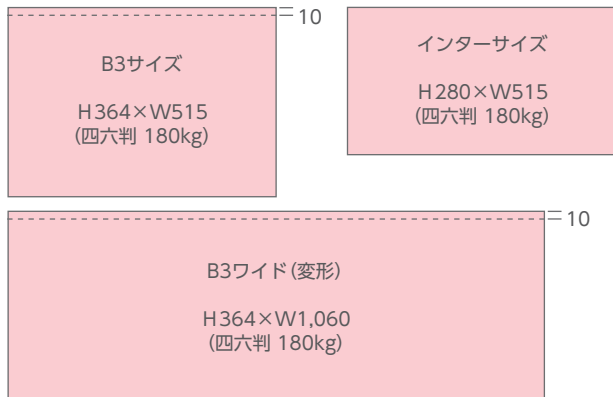 10
B3サイズ
H364×W515
(四六判 180kg)
インターサイズ
H280×W515
(四六判 180kg)
10
B3ワイド(変形)
H364×W1,060
(四六判 180kg)